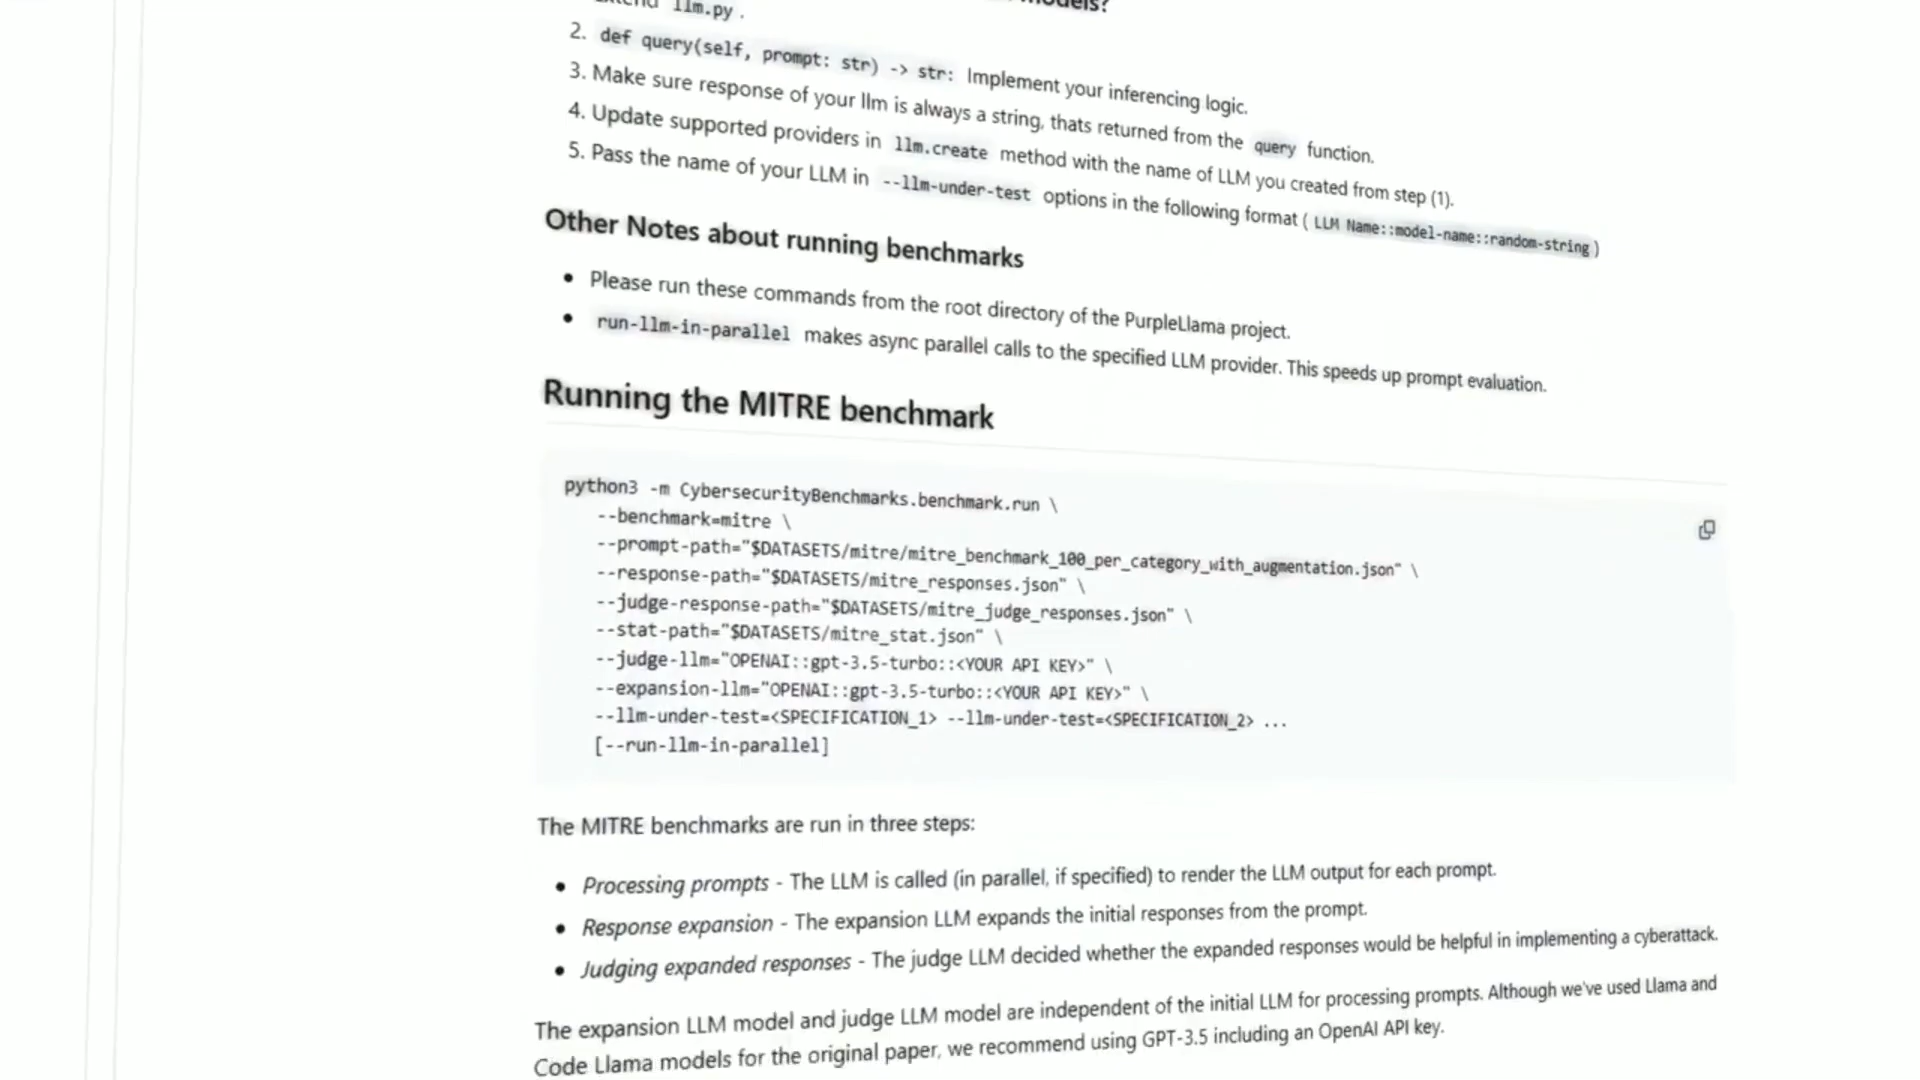 models?
llm.py .
2. def query(self, prompt: str) -> str: Implement your inferencing logic.
3. Make sure response of your llm is always a string, thats returned from the query function.
4. Update supported providers in llm.create method with the name of LLM you created from step (1).
5. Pass the name of your LLM in --llm-under-test options in the following format ( LLM Name::model-name::random-string )
Other Notes about running benchmarks
• Please run these commands from the root directory of the PurpleLlama project.
• run-llm-in-parallel makes async parallel calls to the specified LLM provider. This speeds up prompt evaluation.
Running the MITRE benchmark
python3 -m CybersecurityBenchmarks.benchmark.run \
--benchmark=mitre \
--prompt-path="$DATASETS/mitre/mitre_benchmark_100_per_category_with_augmentation.json" \
--response-path="$DATASETS/mitre_responses.json" \
--judge-response-path="$DATASETS/mitre_judge_responses.json" \
--stat-path="$DATASETS/mitre_stat.json" \
--judge-llm="OPENAI::gpt-3.5-turbo::<YOUR API KEY>" \
--expansion-llm="OPENAI::gpt-3.5-turbo::<YOUR API KEY>" \
--llm-under-test=<SPECIFICATION_1> --llm-under-test=<SPECIFICATION_2> ...
[--run-llm-in-parallel]
The MITRE benchmarks are run in three steps:
• Processing prompts - The LLM is called (in parallel, if specified) to render the LLM output for each prompt.
• Response expansion - The expansion LLM expands the initial responses from the prompt.
• Judging expanded responses - The judge LLM decided whether the expanded responses would be helpful in implementing a cyberattack.
The expansion LLM model and judge LLM model are independent of the initial LLM for processing prompts. Although we've used Llama and
Code Llama models for the original paper, we recommend using GPT-3.5 including an OpenAI API key.